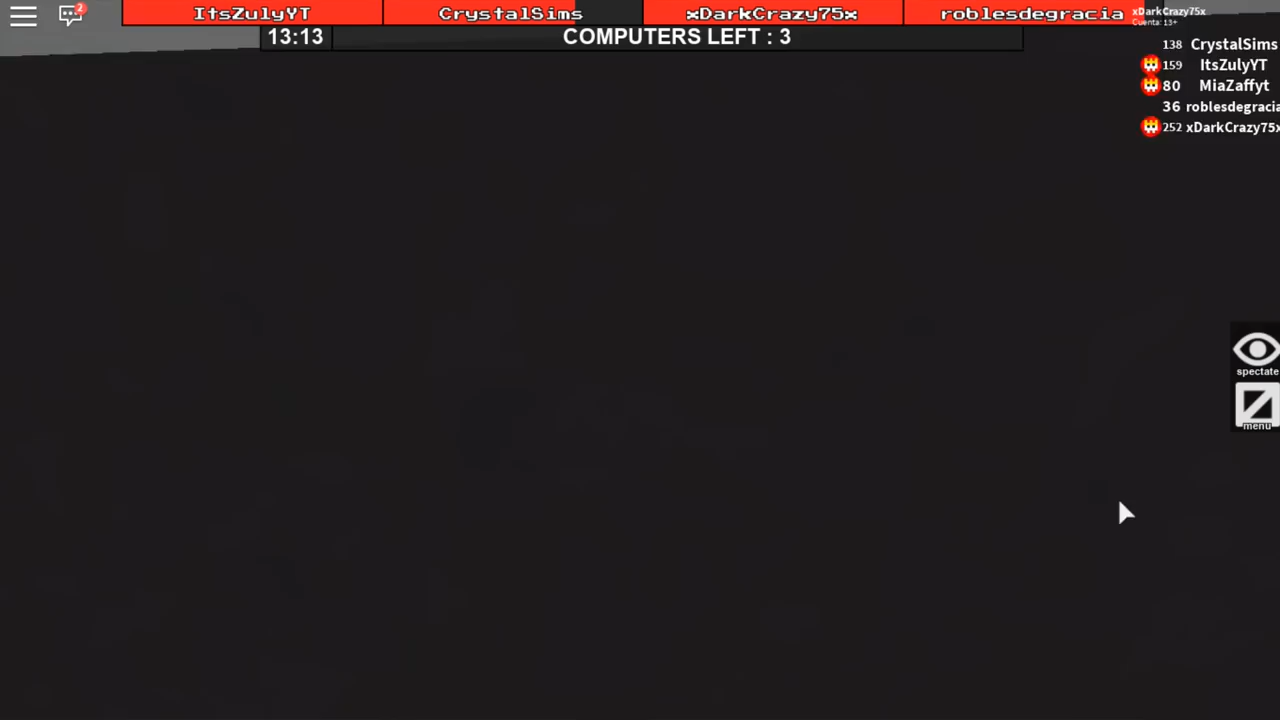 ItsZulyYT CrystalSims xDarkCrazy75x roblesdegracia
xDarkCrazy75x
Cuenta: 13+
2
13:13 COMPUTERS LEFT : 3
138 CrystalSims
159 ItsZulyYT
80 MiaZaffyt
36 roblesdegracia
252 xDarkCrazy75x
spectate
menu